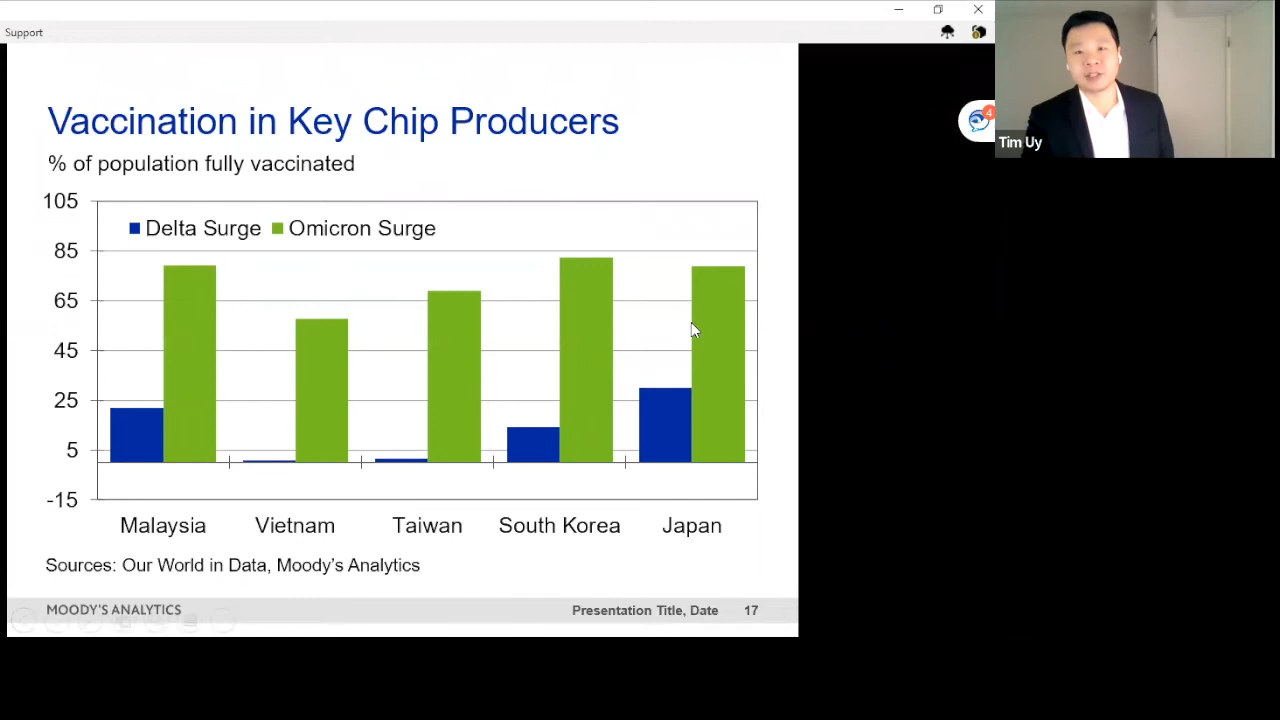 Support
4
Tim Uy
Vaccination in Key Chip Producers
% of population fully vaccinated
105
85
65
45
25
5
-15
Delta Surge Omicron Surge
Malaysia Vietnam Taiwan South Korea Japan
Sources: Our World in Data, Moody's Analytics
MOODY'S ANALYTICS Presentation Title, Date 17